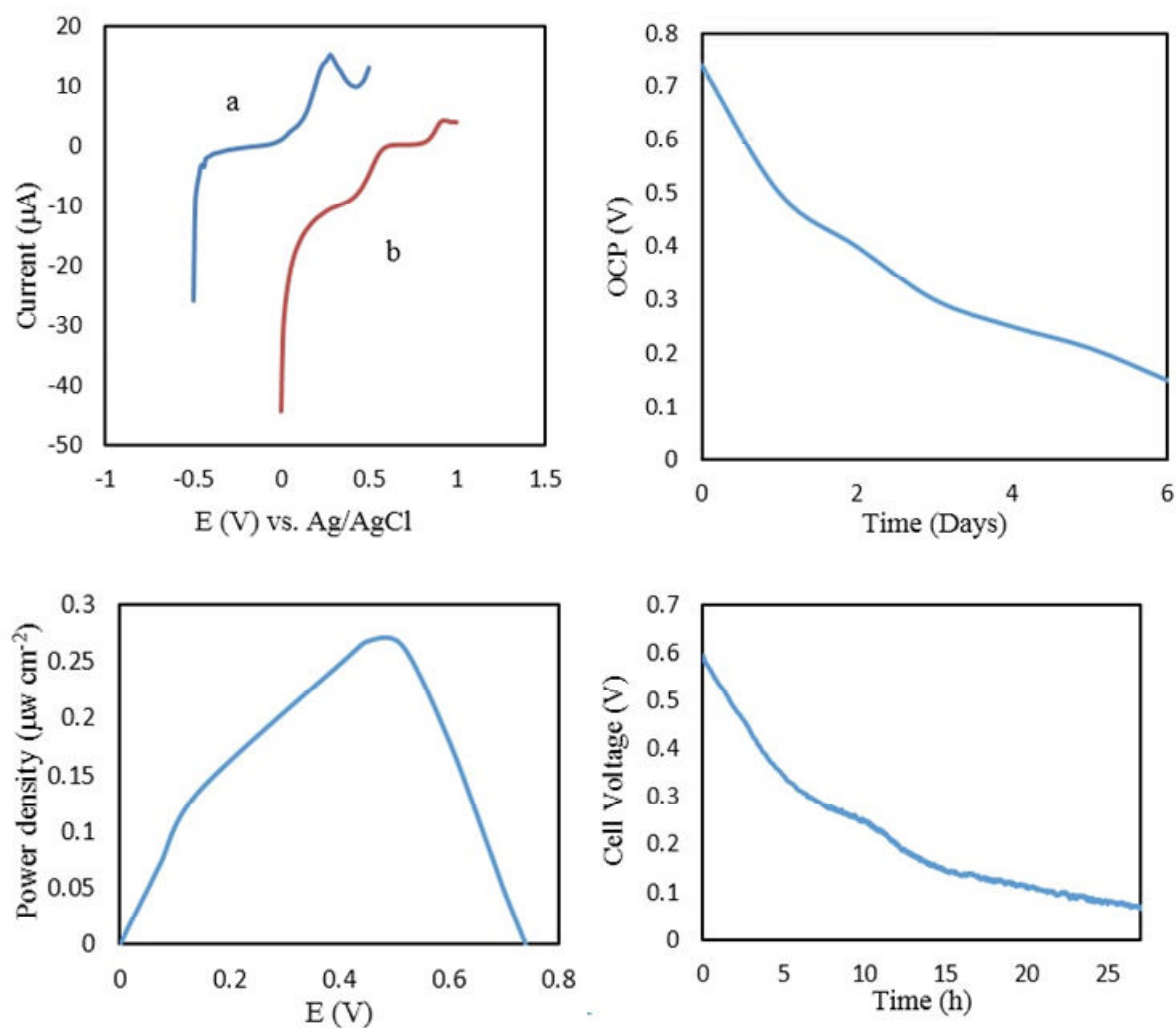 20
10
0
-10
-20
-30
-40
-50
Current (µA)
a
b
-1 -0.5 0 0.5 1 1.5
E (V) vs. Ag/AgCl
0.8
0.7
0.6
0.5
0.4
0.3
0.2
0.1
0
OCP (V)
0 2 4 6
Time (Days)
0.3
0.25
0.2
0.15
0.1
0.05
0
Power density (µw cm-2)
0 0.2 0.4 0.6 0.8
E (V)
0.7
0.6
0.5
0.4
0.3
0.2
0.1
0
Cell Voltage (V)
0 5 10 15 20 25
Time (h)